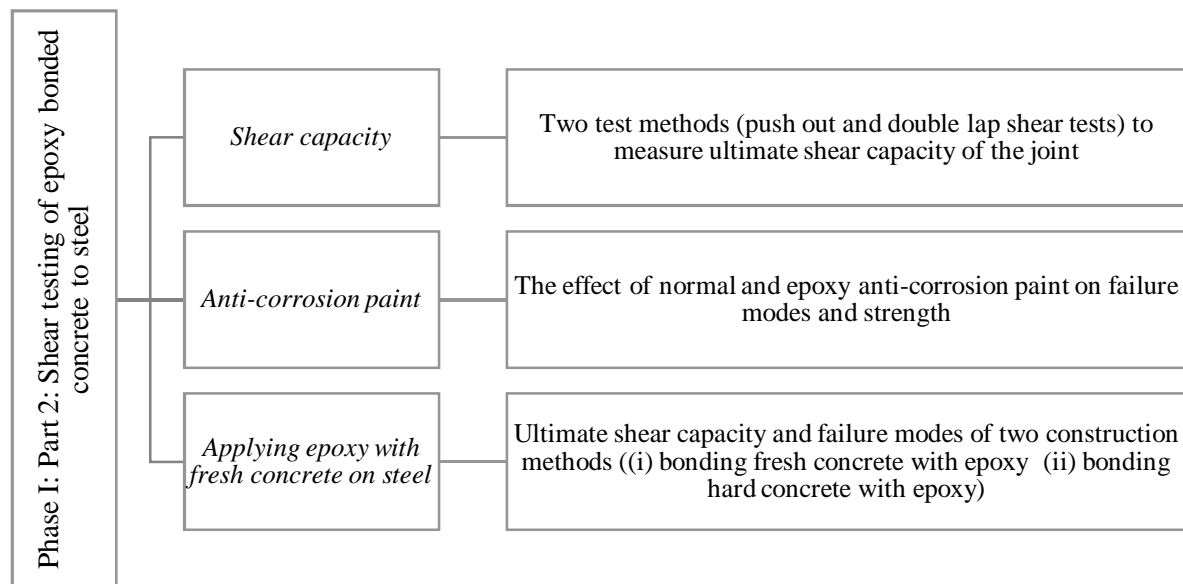 Phase I: Part 2: Shear testing of epoxy bonded
concrete to steel
Shear capacity
Two test methods (push out and double lap shear tests) to
measure ultimate shear capacity of the joint
Anti-corrosion paint
The effect of normal and epoxy anti-corrosion paint on failure
modes and strength
Applying epoxy with
fresh concrete on steel
Ultimate shear capacity and failure modes of two construction
methods ((i) bonding fresh concrete with epoxy (ii) bonding
hard concrete with epoxy)